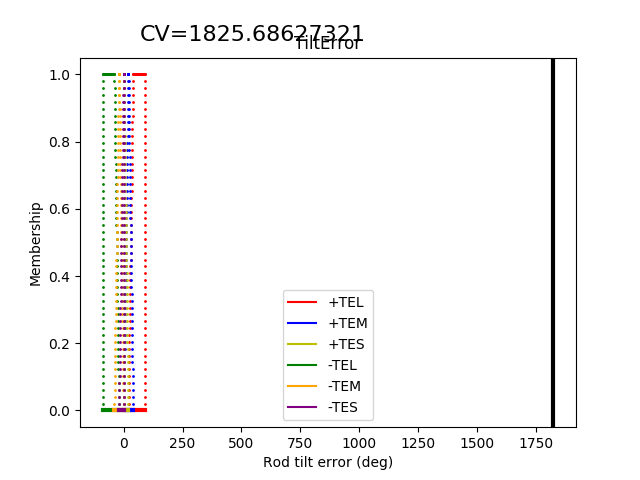 CV=1825.68627321
TiltError
1.0
0.8
0.6
0.4
0.2
0.0
Membership
+TEL
+TEM
+TES
-TEL
-TEM
-TES
0 250 500 750 1000 1250 1500 1750
Rod tilt error (deg)